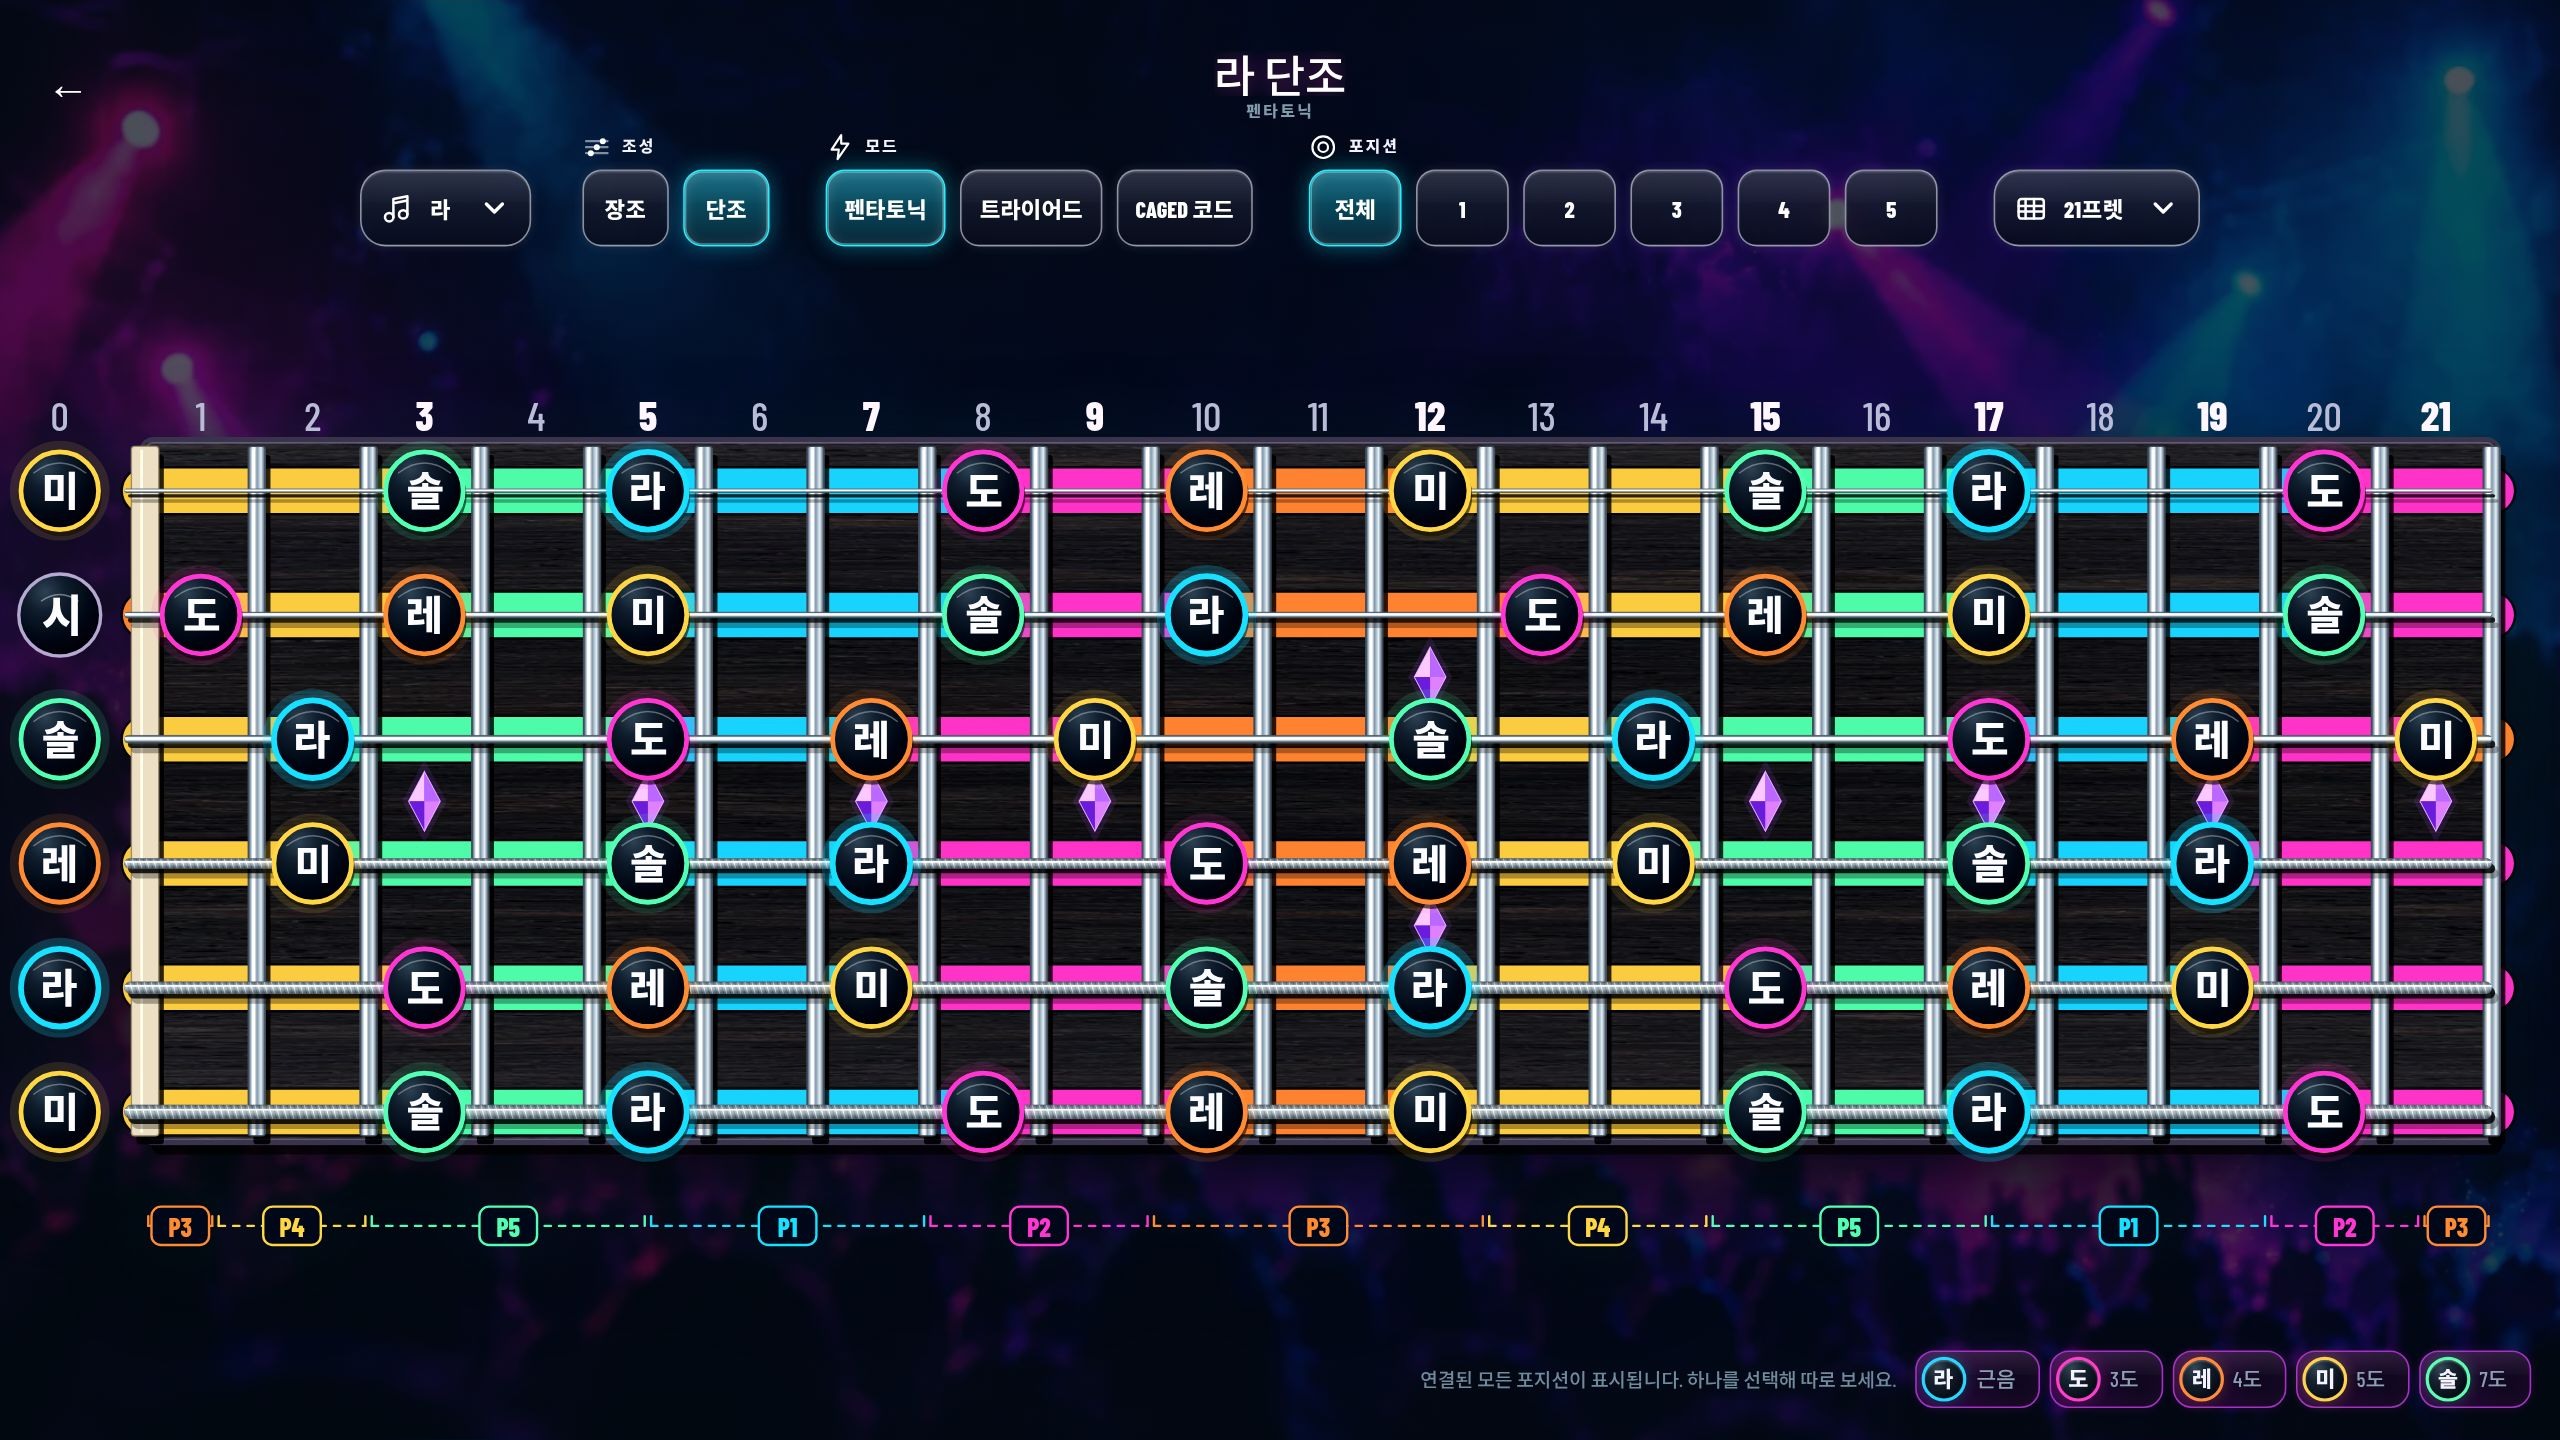 ←
라 단조
펜타토닉
조성 모드 포지션
라 장조 단조 펜타토닉 트라이어드 CAGED 코드 전체 1 2 3 4 5 21프렛
0 1 2 3 4 5 6 7 8 9 10 11 12 13 14 15 16 17 18 19 20 21
미 솔 라 도 레 미 솔 라 도
시 도 레 미 솔 라 도 레 미 솔
솔 라 도 레 미 솔 라 도 레 미
레 미 솔 라 도 레 미 솔 라
라 도 레 미 솔 라 도 레 미
미 솔 라 도 레 미 솔 라 도
P3 P4 P5 P1 P2 P3 P4 P5 P1 P2 P3
연결된 모든 포지션이 표시됩니다. 하나를 선택해 따로 보세요. 라 근음 도 3도 레 4도 미 5도 솔 7도